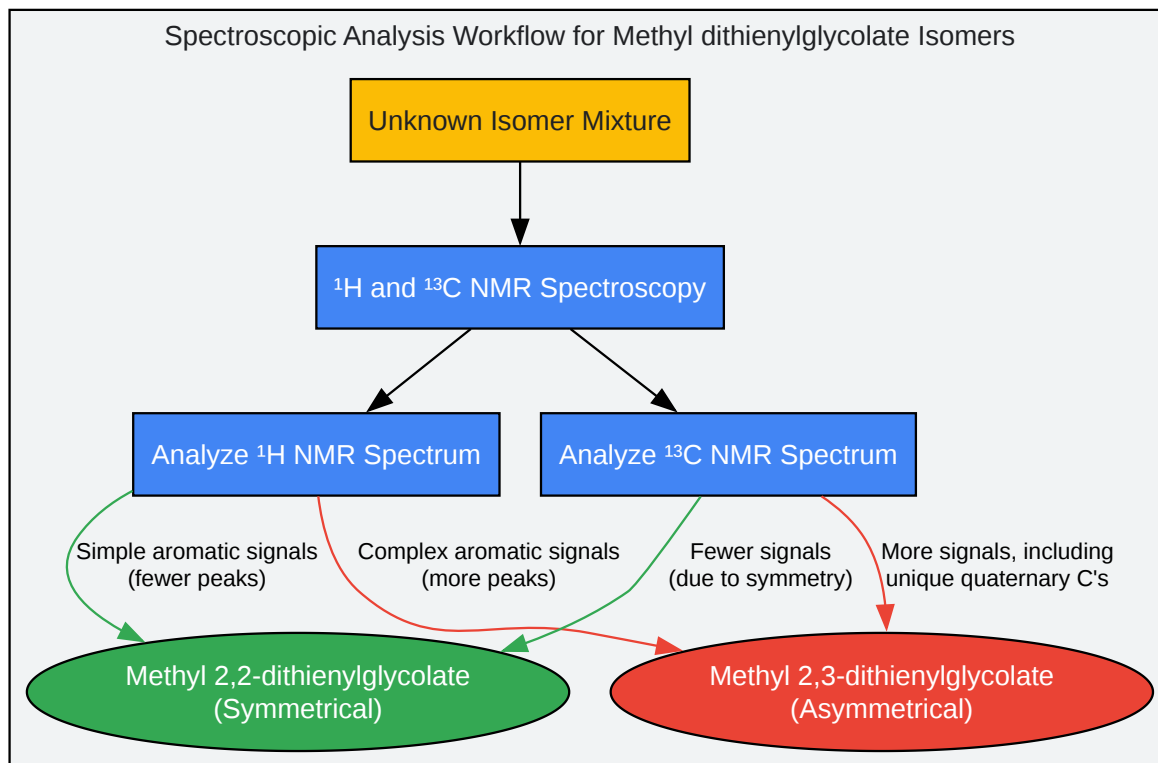 Spectroscopic Analysis Workflow for Methyl dithienylglycolate Isomers
Unknown Isomer Mixture
¹H and ¹³C NMR Spectroscopy
Analyze ¹H NMR Spectrum
Analyze ¹³C NMR Spectrum
Simple aromatic signals
(fewer peaks)
Complex aromatic signals
(more peaks)
Fewer signals
(due to symmetry)
More signals, including
unique quaternary C's
Methyl 2,2-dithienylglycolate
(Symmetrical)
Methyl 2,3-dithienylglycolate
(Asymmetrical)